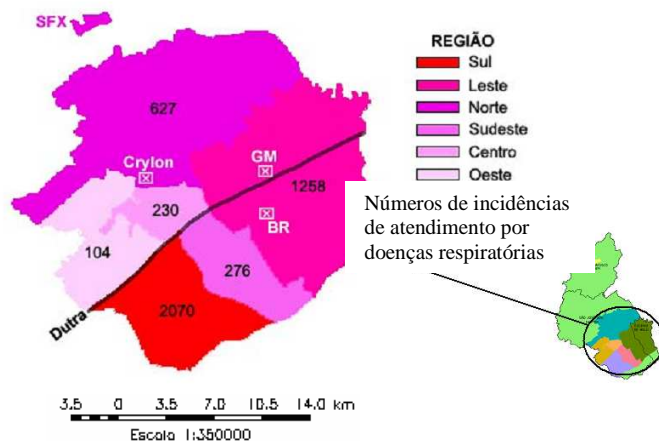 SFX
REGIÃO
Sul
Leste
Norte
Sudeste
Centro
Oeste
627
Crylon
GM
1258
230
BR
104
276
2070
Dutra
Números de incidências
de atendimento por
doenças respiratórias
3.5 0 3.5 7.0 10.5 14.0 km
Escala 1:350000